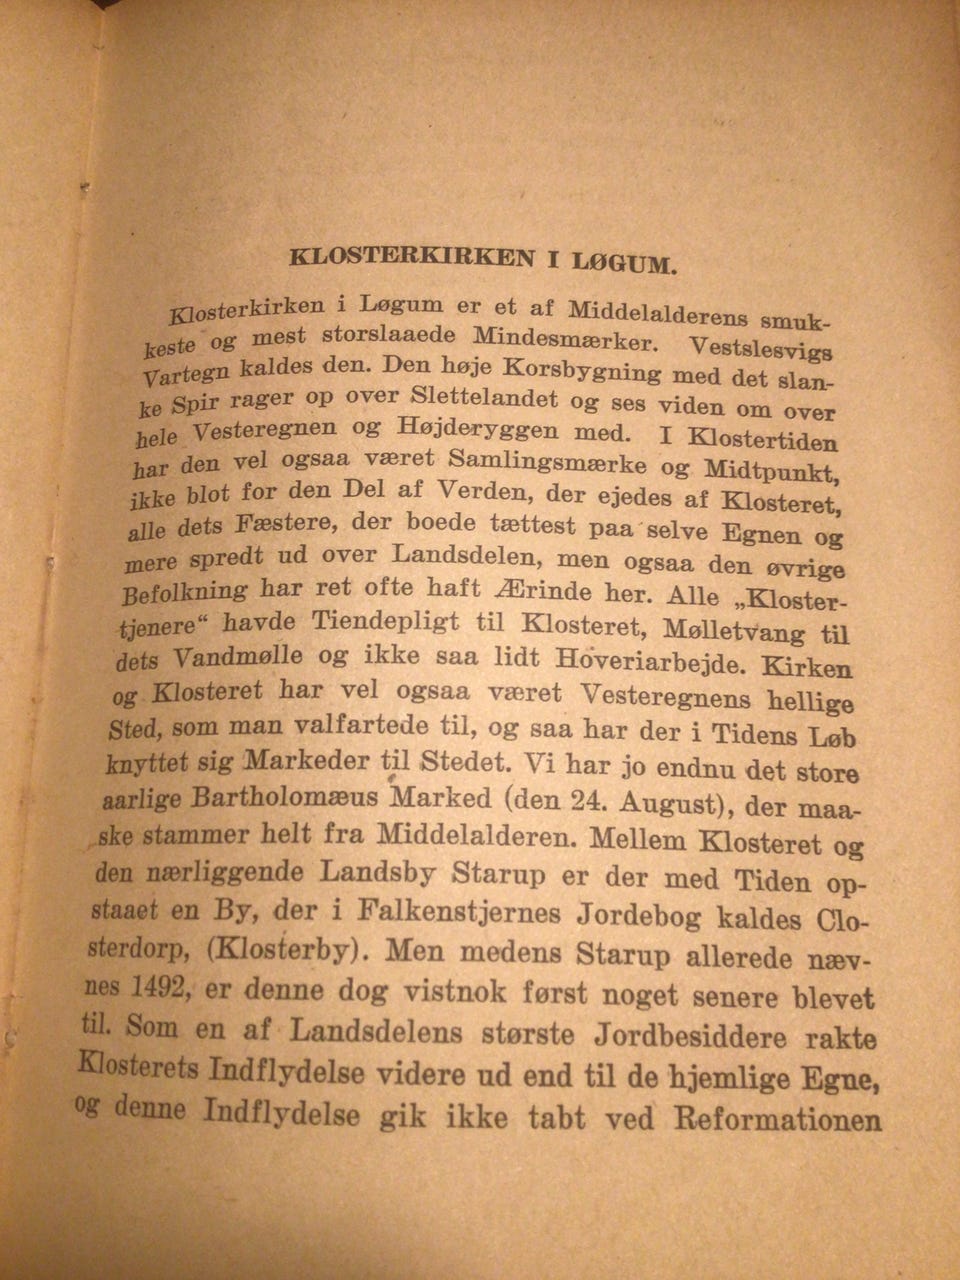 KLOSTERKIRKEN I LØGUM.
Klosterkirken i Løgum er et af Middelalderens smuk-
keste og mest storslaaede Mindesmærker. Vestslesvigs
Vartegn kaldes den. Den høje Korsbygning med det slan-
ke Spir rager op over Slettelandet og ses viden om over
hele Vesteregnen og Højderyggen med. I Klostertiden
har den vel ogsaa været Samlingsmærke og Midtpunkt,
ikke blot for den Del af Verden, der ejedes af Klosteret,
alle dets Fæstere, der boede tættest paa selve Egnen og
mere spredt ud over Landsdelen, men ogsaa den øvrige
Befolkning har ret ofte haft Ærinde her. Alle „Kloster-
tjenere“ havde Tiendepligt til Klosteret, Mølletvang til
dets Vandmølle og ikke saa lidt Hoveriarbejde. Kirken
og Klosteret har vel ogsaa været Vesteregnens hellige
Sted, som man valfartede til, og saa har der i Tidens Løb
knyttet sig Markeder til Stedet. Vi har jo endnu det store
aarlige Bartholomæus Marked (den 24. August), der maa-
ske stammer helt fra Middelalderen. Mellem Klosteret og
den nærliggende Landsby Starup er der med Tiden op-
staaet en By, der i Falkenstjernes Jordebog kaldes Clo-
sterdorp, (Klosterby). Men medens Starup allerede næv-
nes 1492, er denne dog vistnok først noget senere blevet
til. Som en af Landsdelens største Jordbesiddere rakte
Klosterets Indflydelse videre ud end til de hjemlige Egne,
og denne Indflydelse gik ikke tabt ved Reformationen